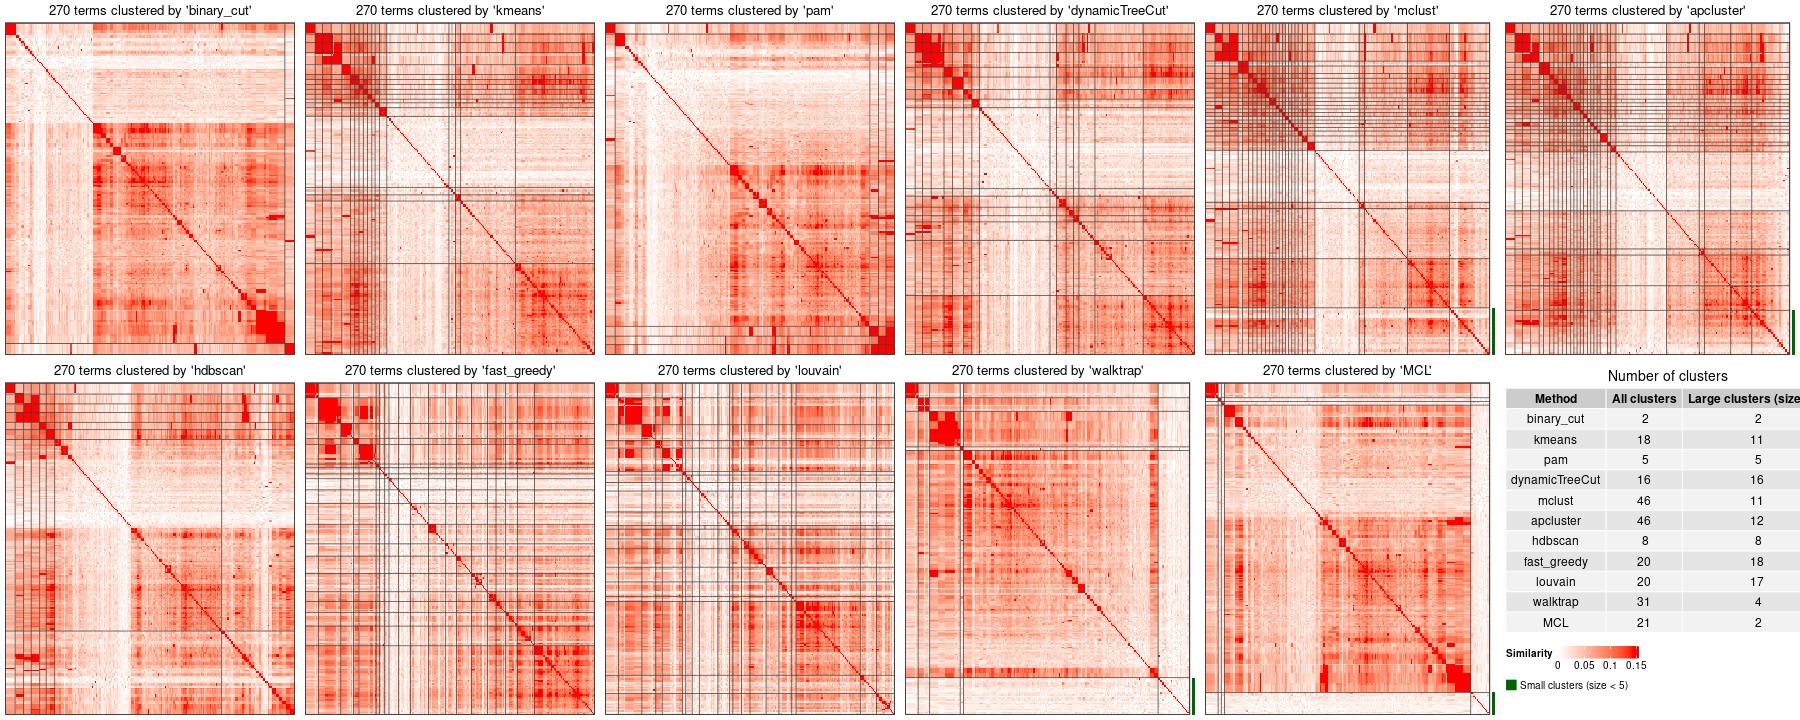 270 terms clustered by 'binary_cut'
270 terms clustered by 'kmeans'
270 terms clustered by 'pam'
270 terms clustered by 'dynamicTreeCut'
270 terms clustered by 'mclust'
270 terms clustered by 'apcluster'
270 terms clustered by 'hdbscan'
270 terms clustered by 'fast_greedy'
270 terms clustered by 'louvain'
270 terms clustered by 'walktrap'
270 terms clustered by 'MCL'
Number of clusters
Method All clusters Large clusters (size
binary_cut 2 2
kmeans 18 11
pam 5 5
dynamicTreeCut 16 16
mclust 46 11
apcluster 46 12
hdbscan 8 8
fast_greedy 20 18
louvain 20 17
walktrap 31 4
MCL 21 2
Similarity
0 0.05 0.1 0.15
Small clusters (size < 5)